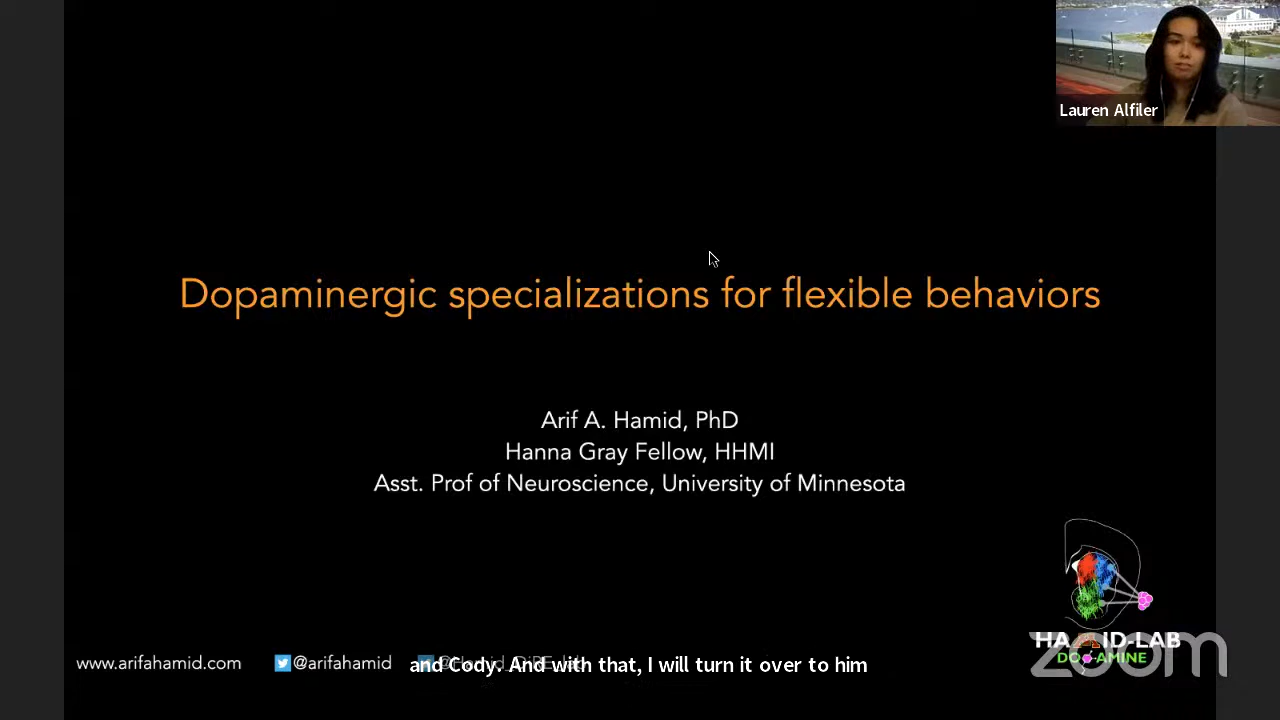 Lauren Alfiler
Dopaminergic specializations for flexible behaviors
Arif A. Hamid, PhD
Hanna Gray Fellow, HHMI
Asst. Prof of Neuroscience, University of Minnesota
HA ID-LAB
zoom
www.arifahamid.com
@arifahamid
and Cody. And with that, I will turn it over to him